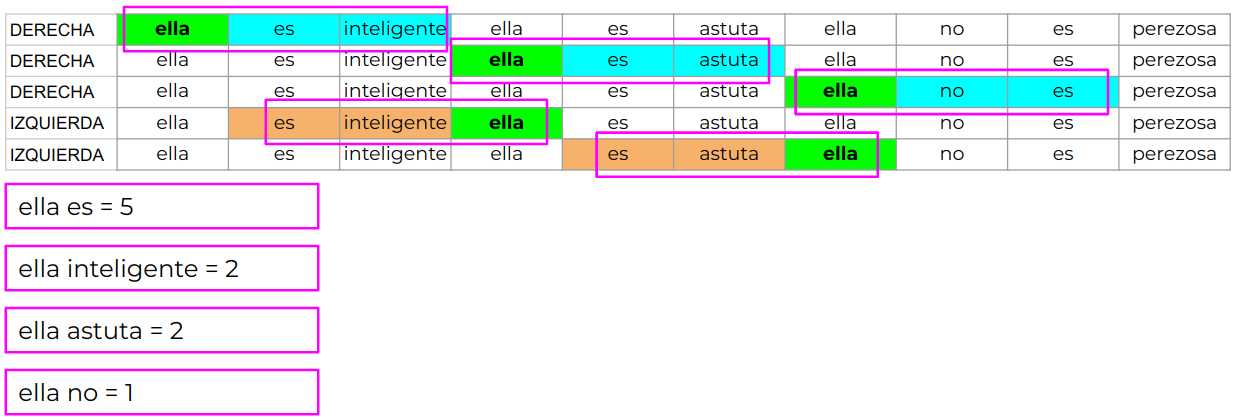 DERECHA ella es inteligente ella es astuta ella no es perezosa
DERECHA ella es inteligente ella es astuta ella no es perezosa
DERECHA ella es inteligente ella es astuta ella no es perezosa
IZQUIERDA ella es inteligente ella es astuta ella no es perezosa
IZQUIERDA ella es inteligente ella es astuta ella no es perezosa
ella es = 5
ella inteligente = 2
ella astuta = 2
ella no = 1